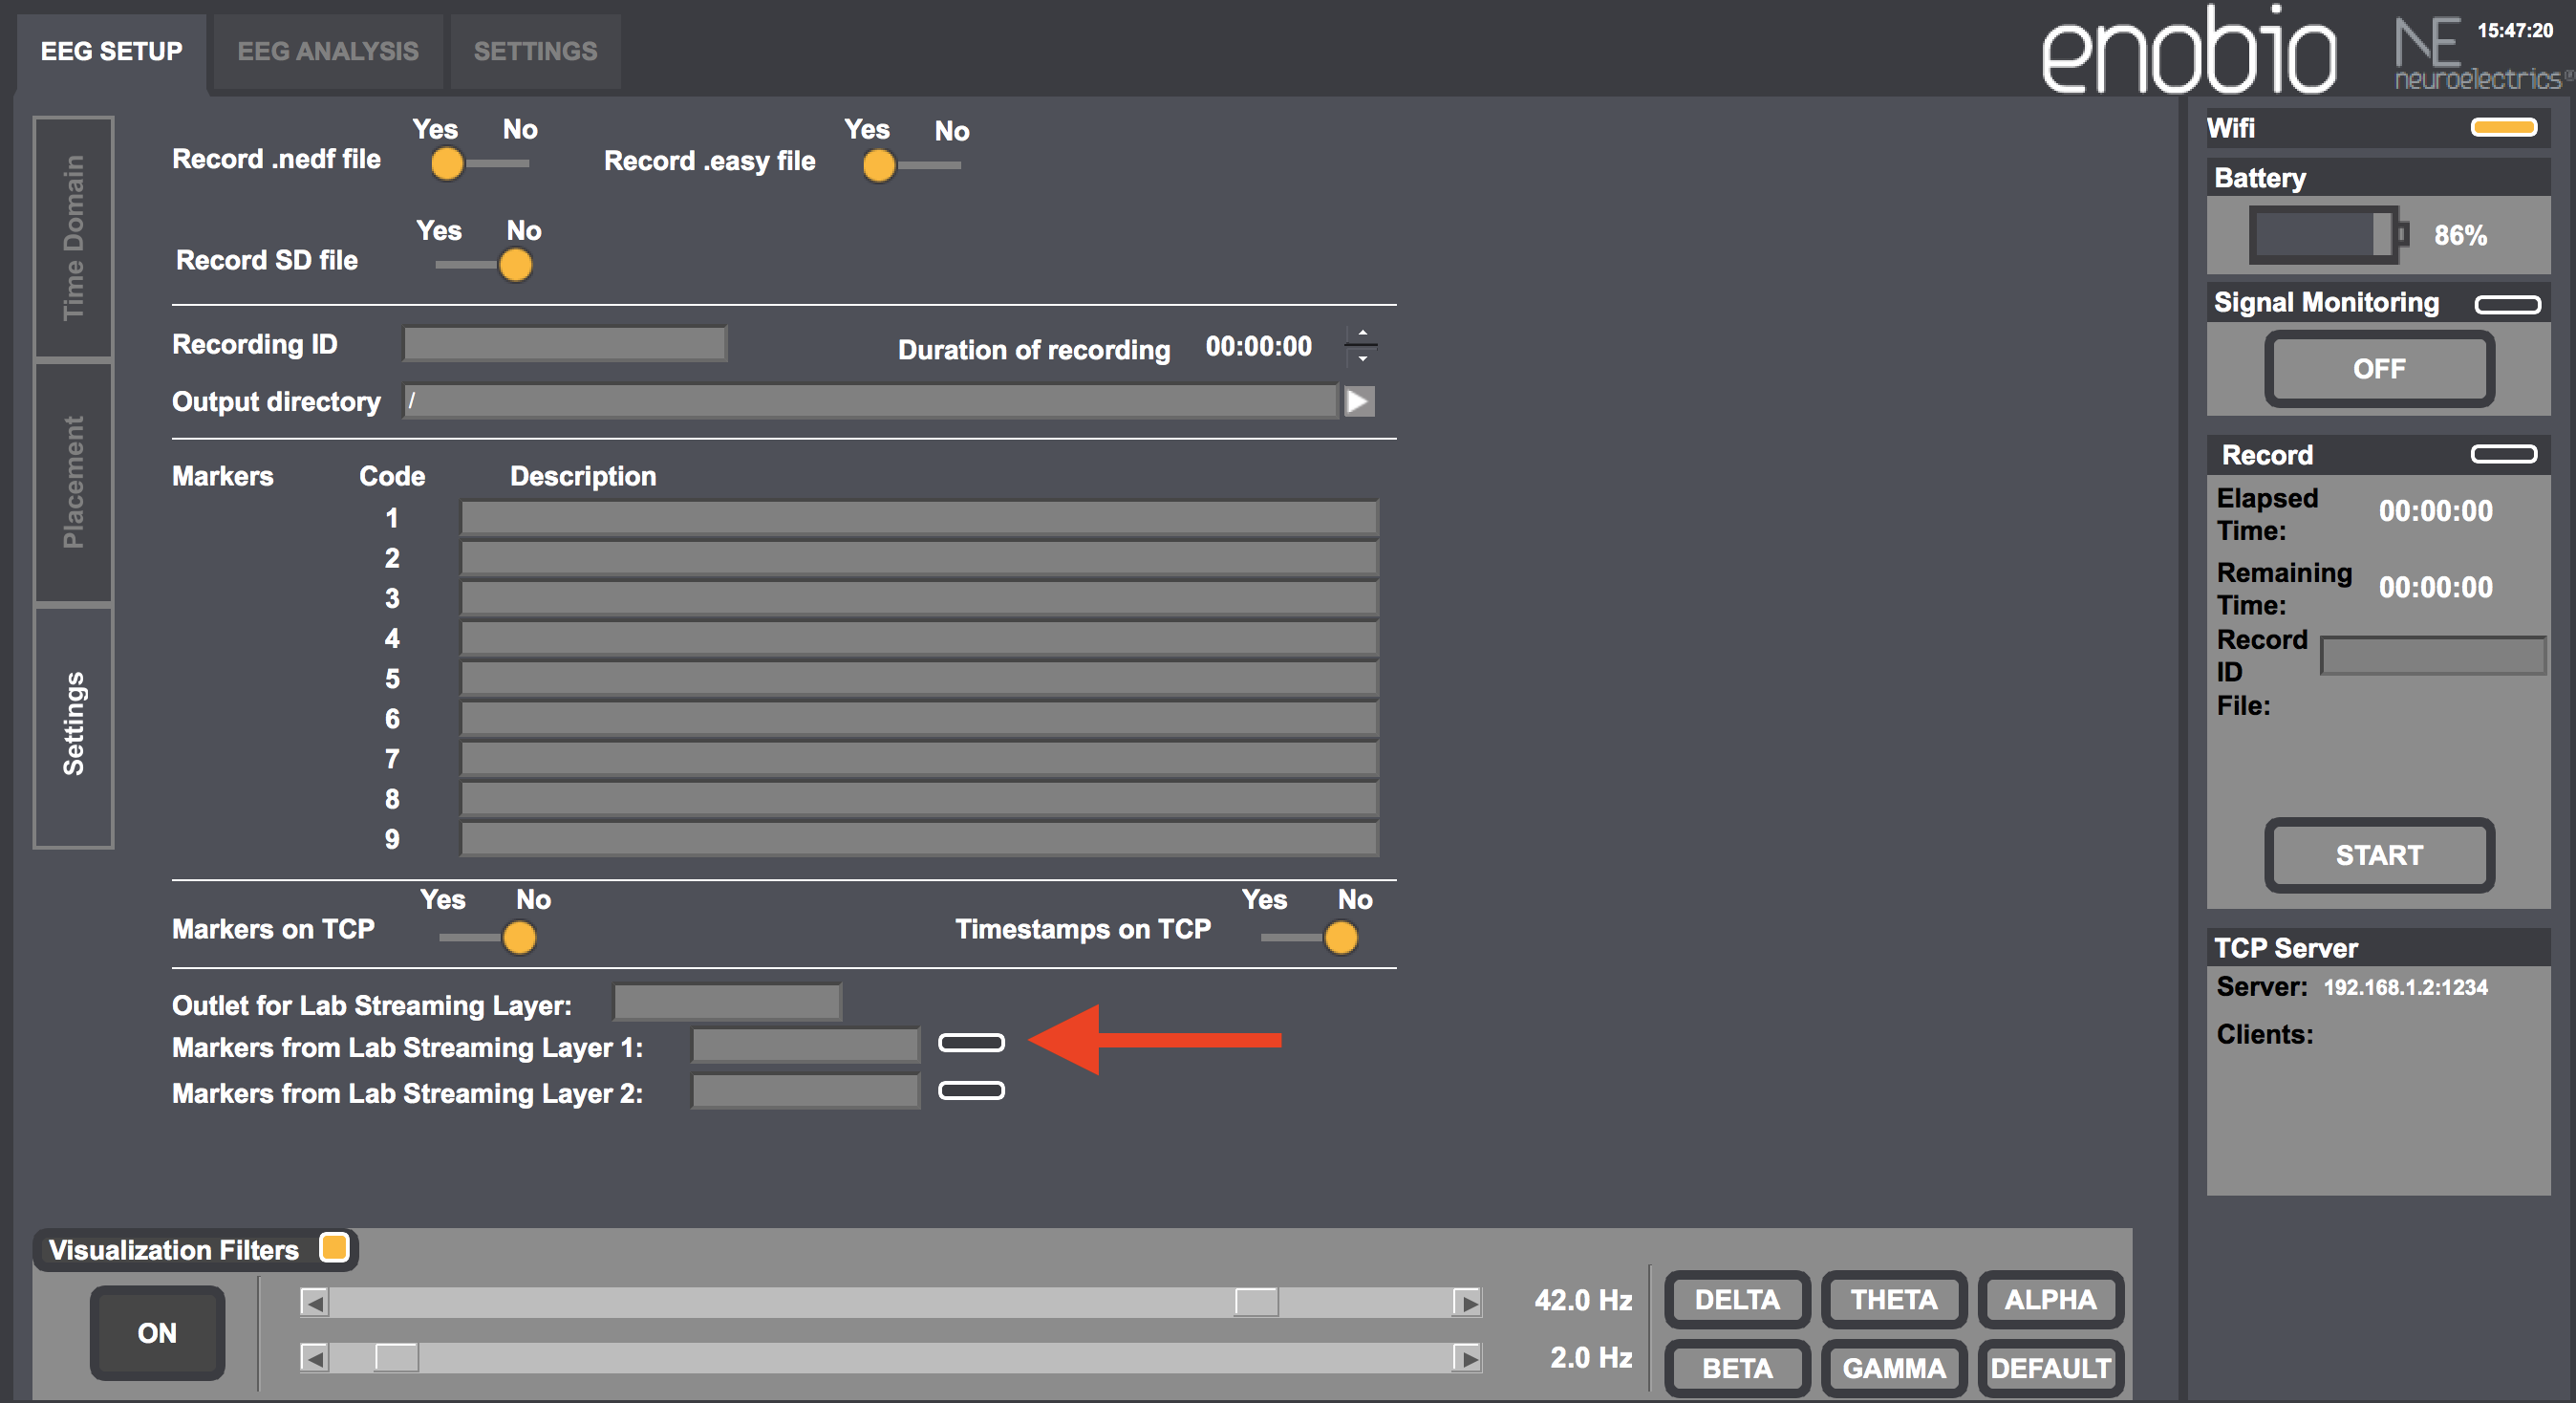 EEG SETUP EEG ANALYSIS SETTINGS
enobio
NE 15:47:20
neuroelectrics®
Time Domain
Placement
Settings
Yes No
Record .nedf file
Yes No
Record .easy file
Yes No
Record SD file
Recording ID
Duration of recording 00:00:00
Output directory /
Markers Code Description
1
2
3
4
5
6
7
8
9
Yes No
Markers on TCP
Yes No
Timestamps on TCP
Outlet for Lab Streaming Layer:
Markers from Lab Streaming Layer 1:
Markers from Lab Streaming Layer 2:
Visualization Filters
ON
42.0 Hz
2.0 Hz
DELTA THETA ALPHA
BETA GAMMA DEFAULT
Wifi
Battery
86%
Signal Monitoring
OFF
Record
Elapsed
Time:
00:00:00
Remaining
Time:
00:00:00
Record
ID
File:
START
TCP Server
Server: 192.168.1.2:1234
Clients: